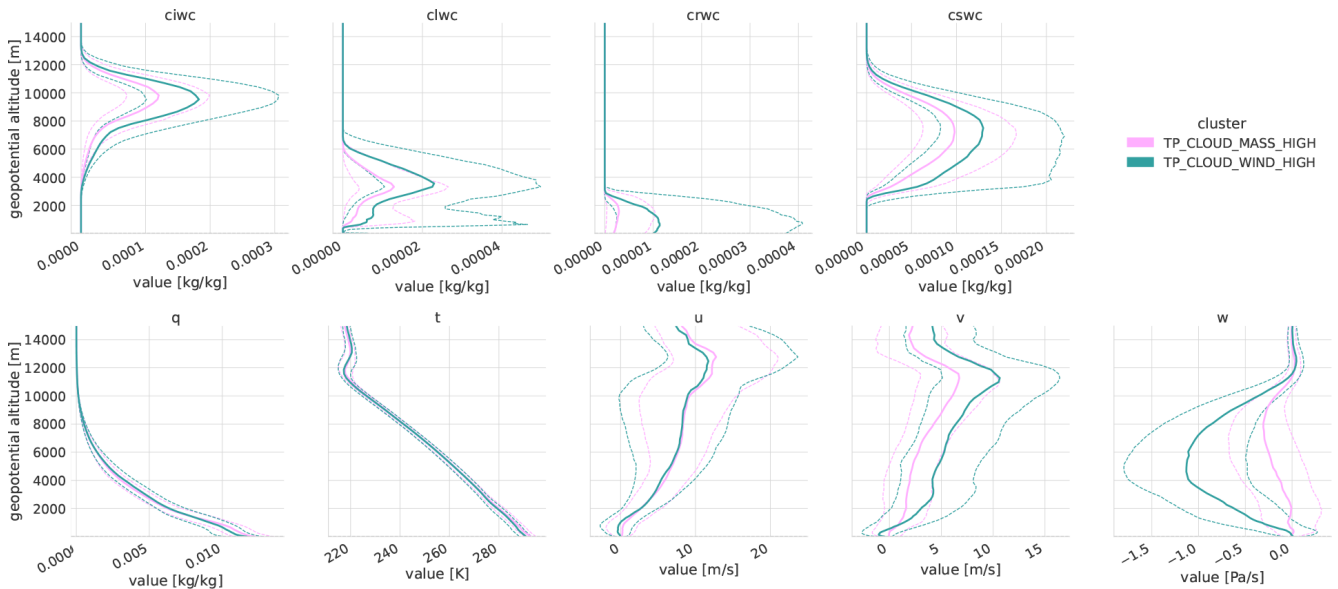 ciwc
clwc
crwc
cswc
geopotential altitude [m]
14000
12000
10000
8000
6000
4000
2000
0.0000
0.0001
0.0002
0.0003
value [kg/kg]
0.00000
0.00002
0.00004
value [kg/kg]
0.00000
0.00001
0.00002
0.00003
0.00004
value [kg/kg]
0.00000
0.00005
0.00010
0.00015
0.00020
value [kg/kg]
cluster
TP_CLOUD_MASS_HIGH
TP_CLOUD_WIND_HIGH
q
t
u
v
w
geopotential altitude [m]
14000
12000
10000
8000
6000
4000
2000
0.005
0.010
value [kg/kg]
220
240
260
280
value [K]
0
10
20
value [m/s]
0
5
10
15
value [m/s]
−1.5
−1.0
−0.5
0.0
value [Pa/s]